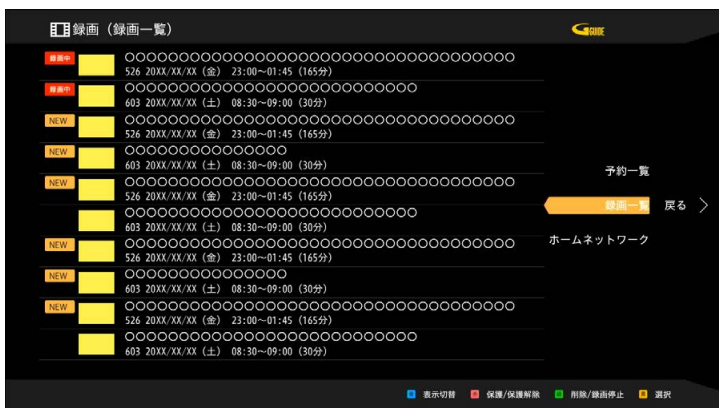 録画（録画一覧）
G GUIDE
録画中
○○○○○○○○○○○○○○○○○○○○○○○○○○○○○○○○
526 20XX/XX/XX（金） 23:00～01:45（165分）
録画中
○○○○○○○○○○○○○○○○○○○○○○○○
603 20XX/XX/XX（土） 08:30～09:00（30分）
NEW
○○○○○○○○○○○○○○○○○○○○○○○○○○○○○○○○
526 20XX/XX/XX（金） 23:00～01:45（165分）
NEW
○○○○○○○○○○○○○
603 20XX/XX/XX（土） 08:30～09:00（30分）
NEW
○○○○○○○○○○○○○○○○○○○○○○○○○○○○○○○○
526 20XX/XX/XX（金） 23:00～01:45（165分）
○○○○○○○○○○○○○○○○○○○○○○○○
603 20XX/XX/XX（土） 08:30～09:00（30分）
NEW
○○○○○○○○○○○○○○○○○○○○○○○○○○○○○○○○
526 20XX/XX/XX（金） 23:00～01:45（165分）
NEW
○○○○○○○○○○○○○
603 20XX/XX/XX（土） 08:30～09:00（30分）
NEW
○○○○○○○○○○○○○○○○○○○○○○○○○○○○○○○○
526 20XX/XX/XX（金） 23:00～01:45（165分）
○○○○○○○○○○○○○○○○○○○○○○○○
603 20XX/XX/XX（土） 08:30～09:00（30分）
予約一覧
録画一覧 戻る
ホームネットワーク
表示切替 保護/保護解除 削除/録画停止 選択